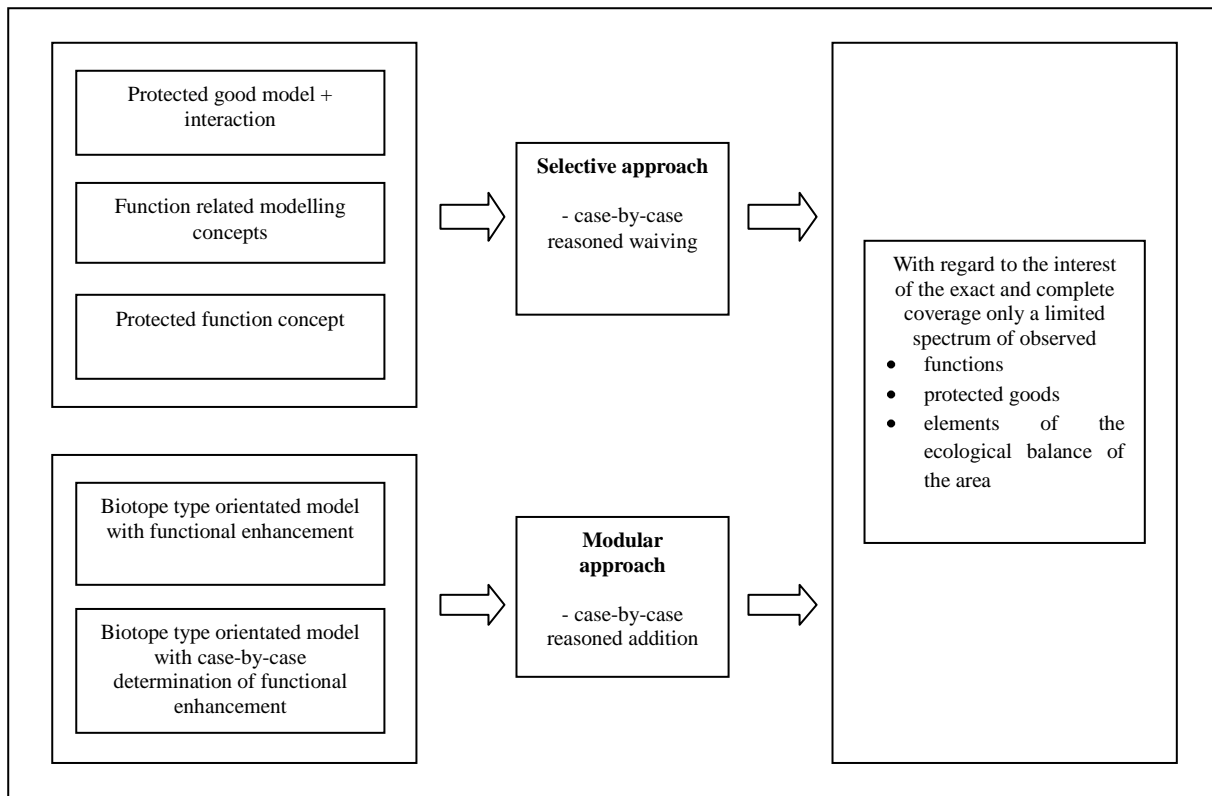 Protected good model +
interaction
Function related modelling
concepts
Protected function concept
Selective approach
- case-by-case
reasoned waiving
Biotope type orientated model
with functional enhancement
Biotope type orientated model
with case-by-case
determination of functional
enhancement
Modular
approach
- case-by-case
reasoned addition
With regard to the interest
of the exact and complete
coverage only a limited
spectrum of observed
• functions
• protected goods
• elements of the
ecological balance of
the area